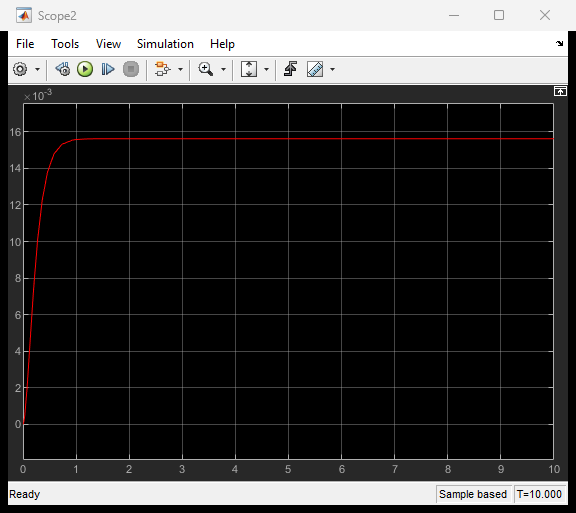 Scope2
File Tools View Simulation Help
×10-3
16
14
12
10
8
6
4
2
0
0 1 2 3 4 5 6 7 8 9 10
Ready Sample based T=10.000